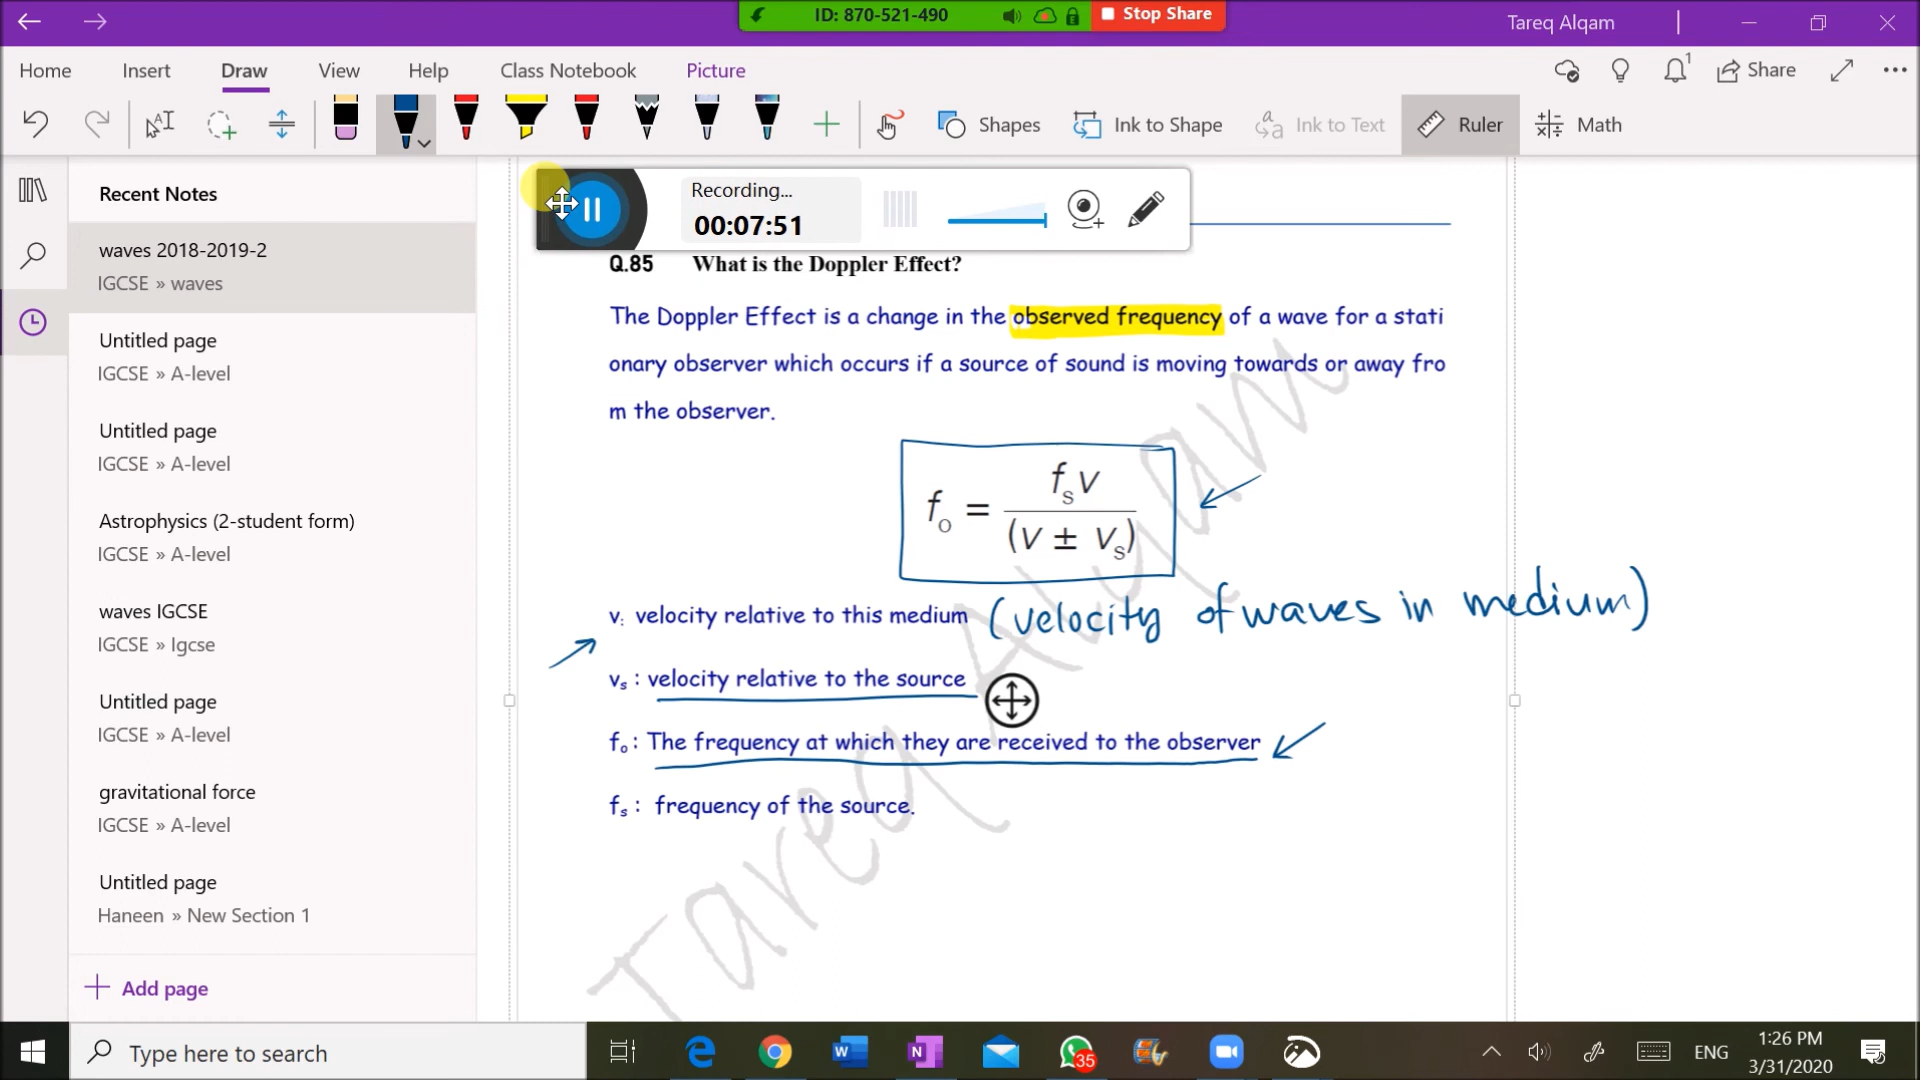 ID: 870-521-490
Stop Share
Tareq Alqam
Home Insert Draw View Help Class Notebook Picture
1
Share
Shapes
Ink to Shape
Ink to Text
Ruler
Math
Recent Notes
waves 2018-2019-2
IGCSE » waves
Untitled page
IGCSE » A-level
Untitled page
IGCSE » A-level
Astrophysics (2-student form)
IGCSE » A-level
waves IGCSE
IGCSE » Igcse
Untitled page
IGCSE » A-level
gravitational force
IGCSE » A-level
Untitled page
Haneen » New Section 1
Add page
Recording...
00:07:51
Q.85 What is the Doppler Effect?
The Doppler Effect is a change in the observed frequency of a wave for a stati
onary observer which occurs if a source of sound is moving towards or away fro
m the observer.
fₒ = fₛv / (v ± vₛ)
v: velocity relative to this medium (velocity of waves in medium)
vₛ : velocity relative to the source
fₒ : The frequency at which they are received to the observer
fₛ : frequency of the source.
Tareq Alqam
Type here to search
35
ENG
1:26 PM
3/31/2020